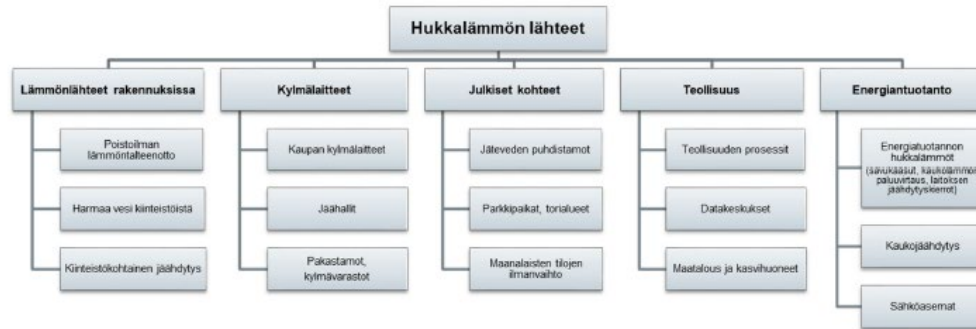 Hukkalämmön lähteet
Lämmönlähteet rakennuksissa
Poistoilman
lämmöntalteenotto
Harmaa vesi kiinteistöistä
Kiinteistökohtainen jäähdytys
Kylmälaitteet
Kaupan kylmälaitteet
Jäähallit
Pakastamot,
kylmävarastot
Julkiset kohteet
Jäteveden puhdistamot
Parkkipaikat, torialueet
Maanalaisten tilojen
ilmanvaihto
Teollisuus
Teollisuuden prosessit
Datakeskukset
Maatalous ja kasvihuoneet
Energiantuotanto
Energiatuotannon
hukkalämmöt
(savukaasut, kaukolämmön
paluuvirtaus, laitoksen
jäähdytyskierrot)
Kaukojäähdytys
Sähköasemat